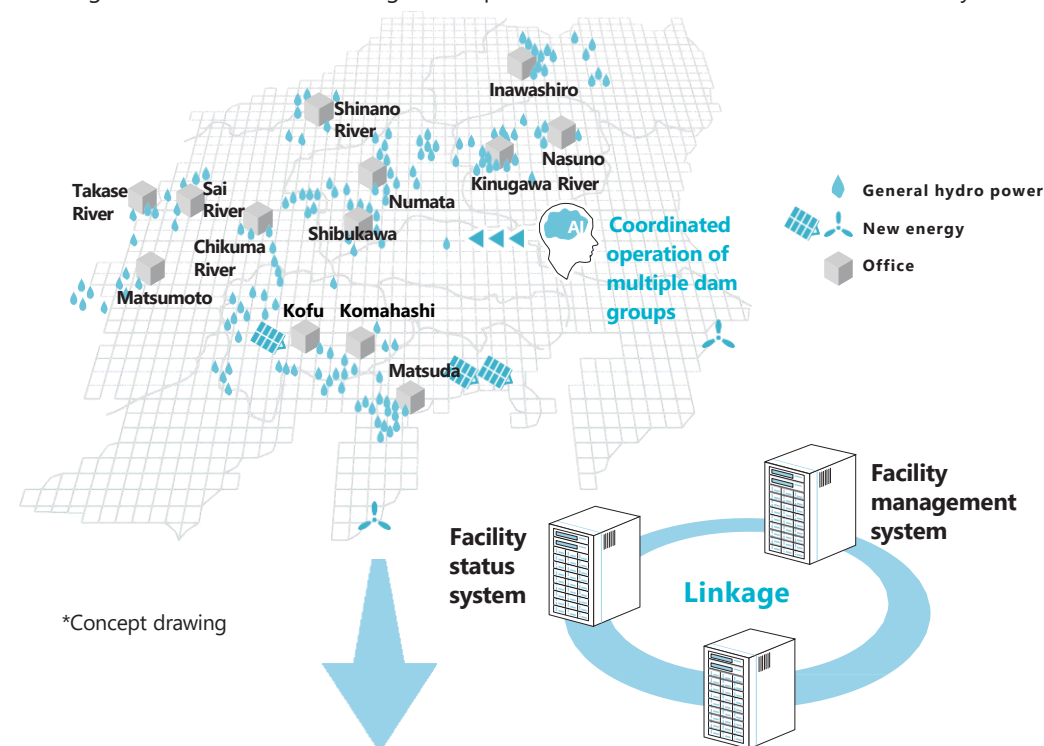 Inawashiro
Shinano
River
Nasuno
River
Kinugawa
Takase
River
Sai
River
Numata
Shibukawa
Chikuma
River
Matsumoto
Kofu
Komahashi
Matsuda
AI
Coordinated
operation of
multiple dam
groups
General hydro power
New energy
Office
Facility
management
system
Facility
status
system
Linkage
*Concept drawing